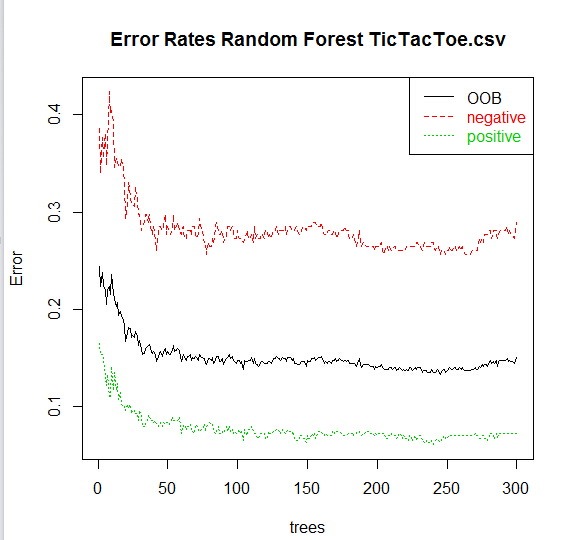 Error Rates Random Forest TicTacToe.csv
OOB
negative
positive
0.4
0.3
0.2
0.1
Error
0 50 100 150 200 250 300
trees